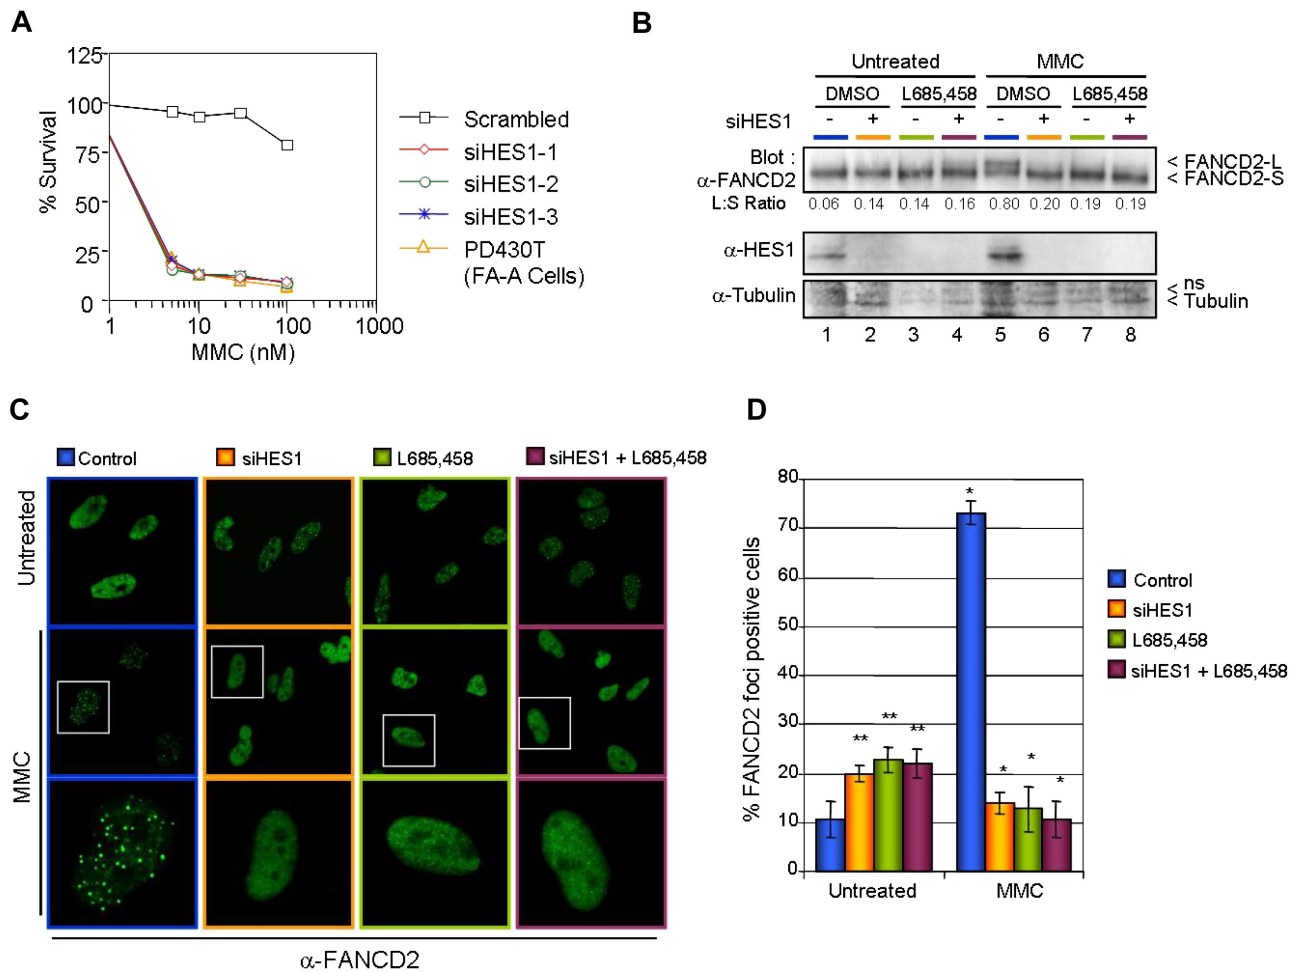 A
125
100
75
50
25
0
% Survival
1 10 100 1000
MMC (nM)
Scrambled
siHES1-1
siHES1-2
siHES1-3
PD430T
(FA-A Cells)
B
Untreated MMC
DMSO L685,458 DMSO L685,458
siHES1 - + - + - + - +
Blot :
α-FANCD2
< FANCD2-L
< FANCD2-S
L:S Ratio 0.06 0.14 0.14 0.16 0.80 0.20 0.19 0.19
α-HES1
α-Tubulin
< ns
< Tubulin
1 2 3 4 5 6 7 8
C
Control siHES1 L685,458 siHES1 + L685,458
Untreated
MMC
α-FANCD2
D
80
70
60
50
40
30
20
10
0
% FANCD2 foci positive cells
** ** **
* * * *
Untreated MMC
Control
siHES1
L685,458
siHES1 + L685,458